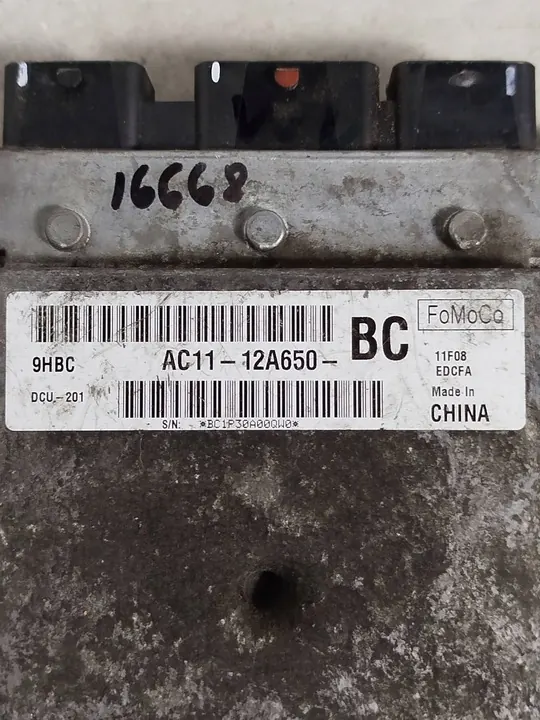 16668
FoMoCo
9HBC AC11-12A650- BC 11F08
EDCFA
DCU-201 Made In
CHINA
S/N: *BC1P30A00QW0*